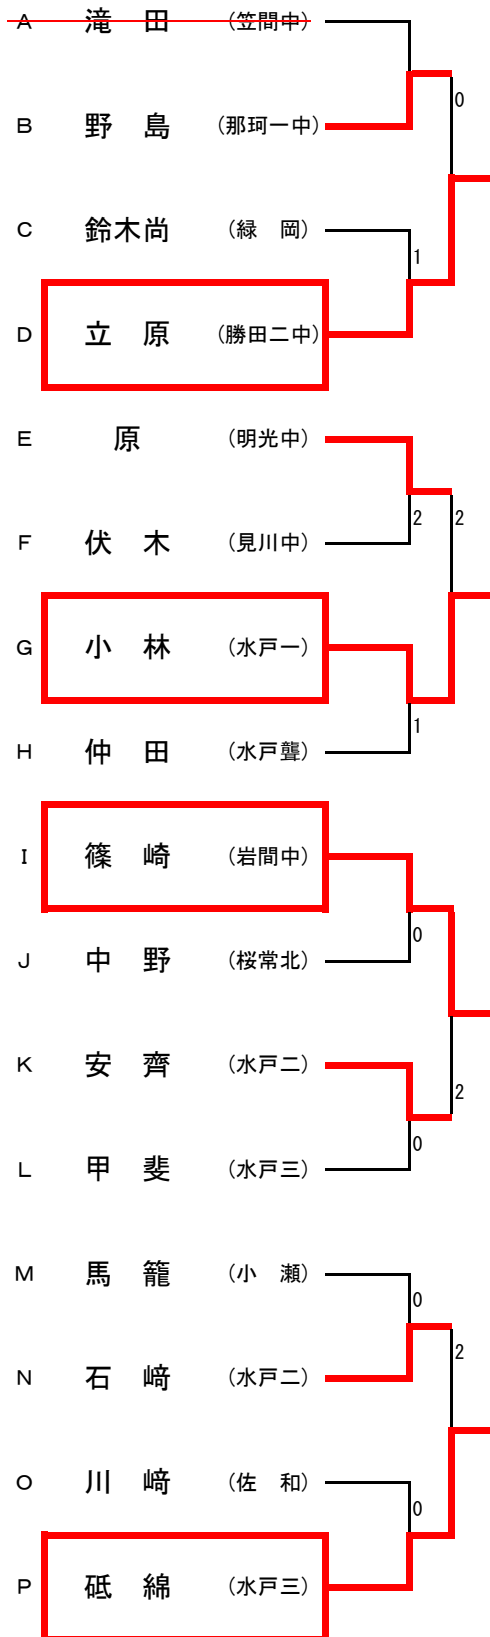 A 滝 田 (笠間中)
0
B 野 島 (那珂一中)
C 鈴木尚 (緑 岡)
1
D 立 原 (勝田二中)
E 原 (明光中)
2 2
F 伏 木 (見川中)
G 小 林 (水戸一)
1
H 仲 田 (水戸聾)
I 篠 崎 (岩間中)
0
J 中 野 (桜常北)
K 安 齊 (水戸二)
2
0
L 甲 斐 (水戸三)
M 馬 籠 (小 瀬)
0
2
N 石 﨑 (水戸二)
O 川 﨑 (佐 和)
0
P 砥 綿 (水戸三)